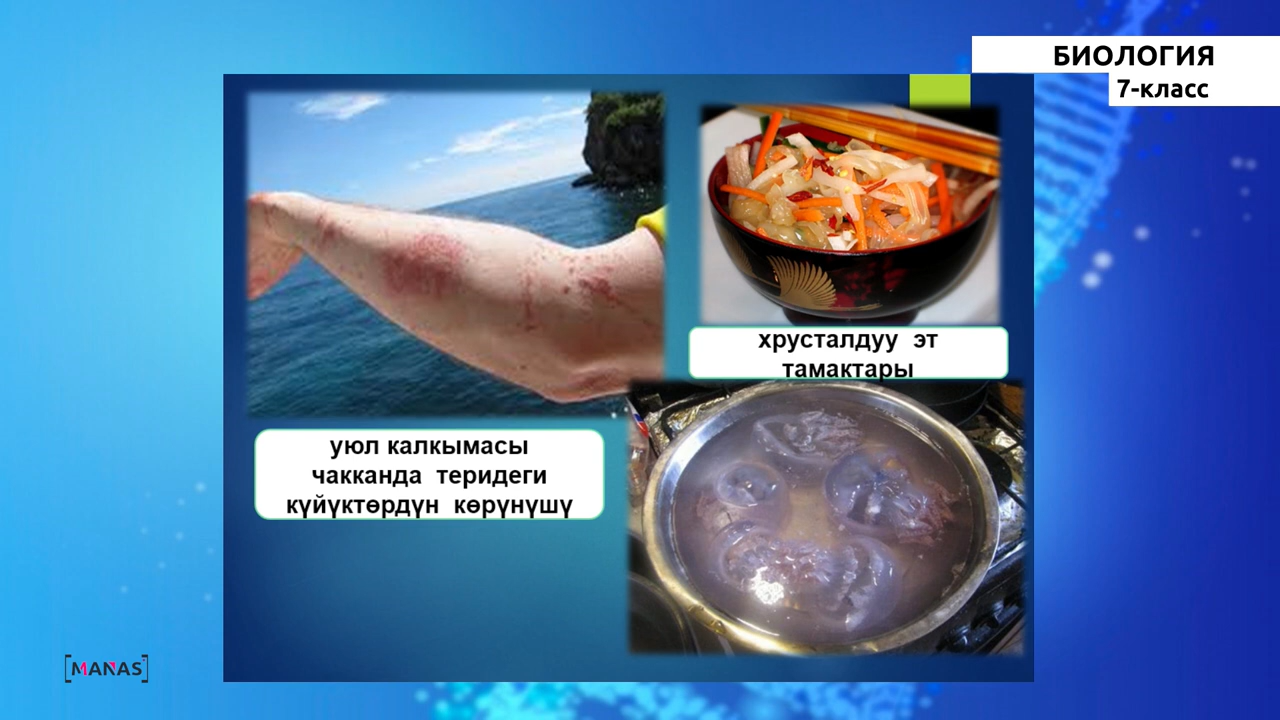 БИОЛОГИЯ
7-класс
хрусталдуу эт
тамактары
уюл калкымасы
чакканда теридеги
күйүктөрдүн көрүнүшү
[MANAS]